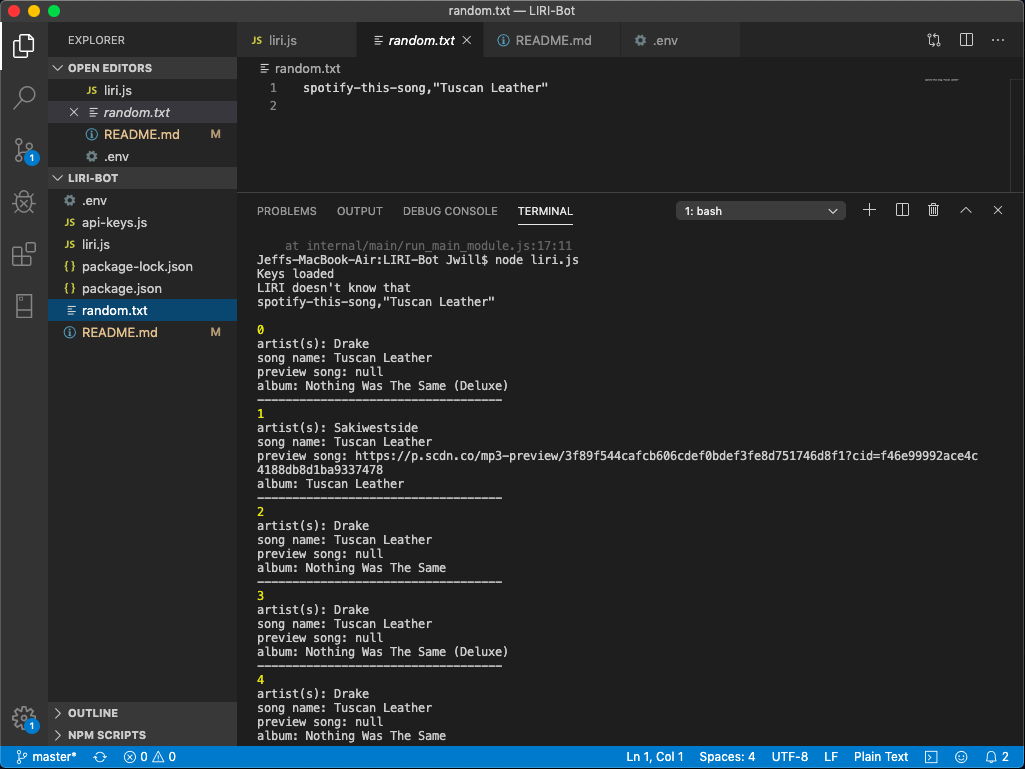 random.txt — LIRI-Bot
EXPLORER
OPEN EDITORS
JS liri.js
random.txt
README.md M
.env
LIRI-BOT
.env
JS api-keys.js
JS liri.js
{} package-lock.json
{} package.json
random.txt
README.md M
OUTLINE
NPM SCRIPTS
1
1
JS liri.js
random.txt
README.md
.env
random.txt
1 spotify-this-song,"Tuscan Leather"
2
PROBLEMS OUTPUT DEBUG CONSOLE TERMINAL
1: bash
at internal/main/run_main_module.js:17:11
Jeffs-MacBook-Air:LIRI-Bot Jwill$ node liri.js
Keys loaded
LIRI doesn't know that
spotify-this-song,"Tuscan Leather"
0
artist(s): Drake
song name: Tuscan Leather
preview song: null
album: Nothing Was The Same (Deluxe)
-----------------------------------
1
artist(s): Sakiwestside
song name: Tuscan Leather
preview song: https://p.scdn.co/mp3-preview/3f89f544cafcb606cdef0bdef3fe8d751746d8f1?cid=f46e99992ace4c
4188db8d1ba9337478
album: Tuscan Leather
-----------------------------------
2
artist(s): Drake
song name: Tuscan Leather
preview song: null
album: Nothing Was The Same
-----------------------------------
3
artist(s): Drake
song name: Tuscan Leather
preview song: null
album: Nothing Was The Same (Deluxe)
-----------------------------------
4
artist(s): Drake
song name: Tuscan Leather
preview song: null
album: Nothing Was The Same
master* 0 0 Ln 1, Col 1 Spaces: 4 UTF-8 LF Plain Text 2